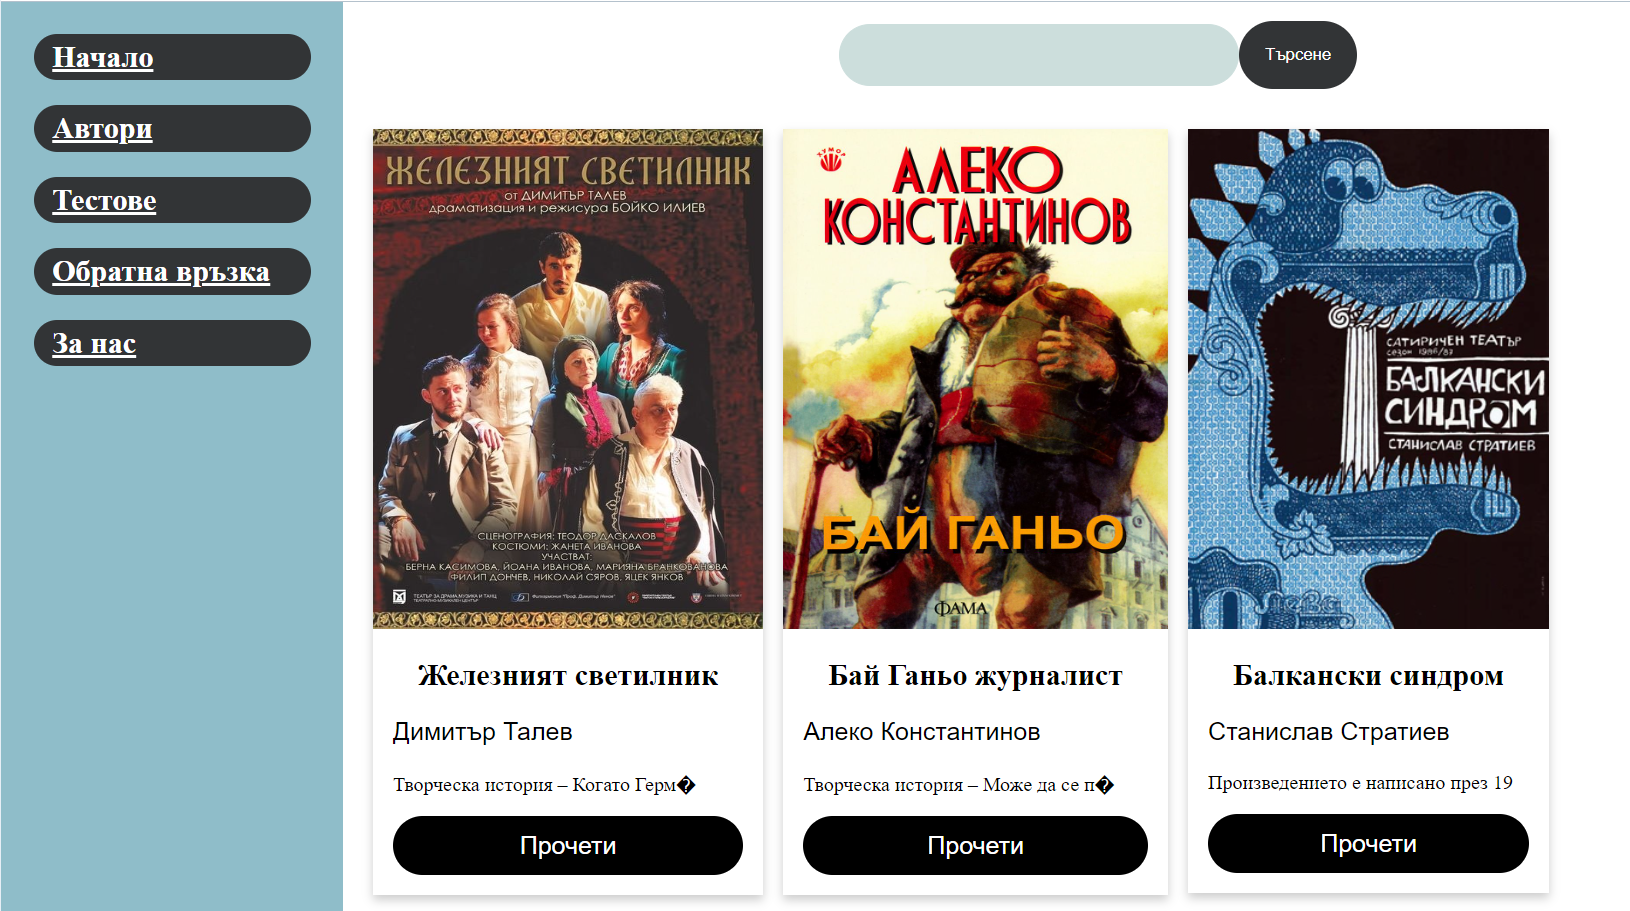 Начало
Автори
Тестове
Обратна връзка
За нас
Търсене
ЖЕЛЕЗНИЯТ СВЕТИЛНИК
от ДИМИТЪР ТАЛЕВ
драматизация и режисура БОЙКО ИЛИЕВ
СЦЕНОГРАФИЯ: ТЕОДОР ДАСКАЛОВ
КОСТЮМИ: ЖАНЕТА ИВАНОВА
УЧАСТВАТ:
БЕРНА КАСИМОВА, ЙОАНА ИВАНОВА, МАРИЯНА БРАНКОВАНОВА
ФИЛИП ДОНЧЕВ, НИКОЛАЙ СЯРОВ, ЯЦЕК ЯНКОВ
Железният светилник
Димитър Талев
Творческа история – Когато Герм�
Прочети
ХУМОР
АЛЕКО
КОНСТАНТИНОВ
БАЙ ГАНЬО
ФАМА
Бай Ганьо журналист
Алеко Константинов
Творческа история – Може да се п�
Прочети
САТИРИЧЕН ТЕАТЪР
сезон 1986/87
БАЛКАНСКИ
СИНДРОМ
СТАНИСЛАВ СТРАТИЕВ
Балкански синдром
Станислав Стратиев
Произведението е написано през 19
Прочети